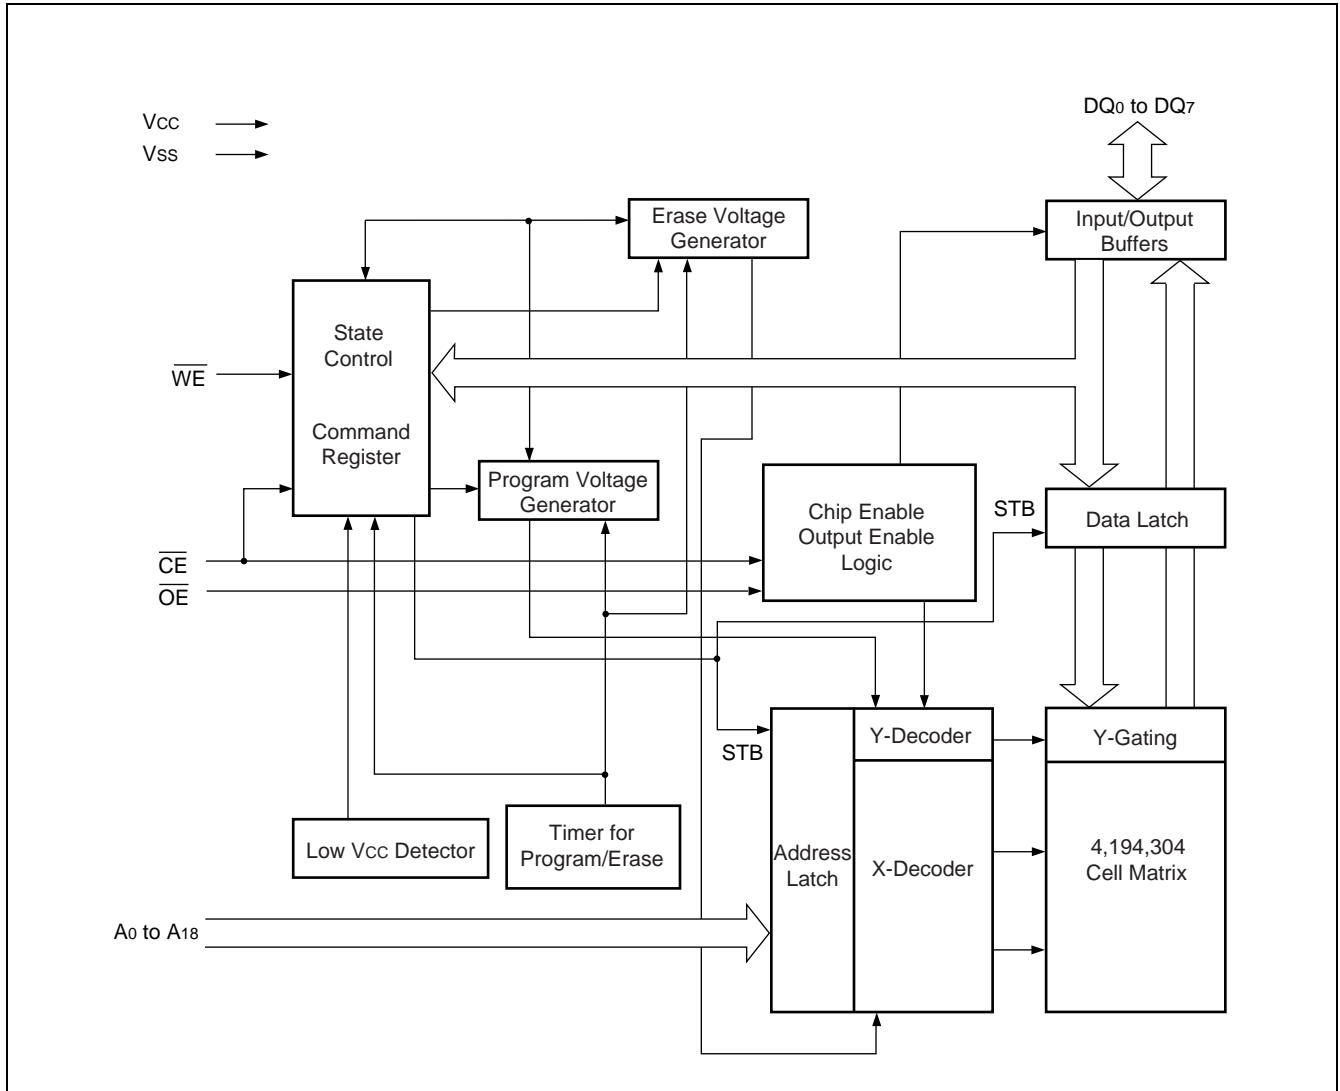 Vcc
Vss
DQ0 to DQ7
Erase Voltage
Generator
Input/Output
Buffers
State
Control
Command
Register
WE
Program Voltage
Generator
Chip Enable
Output Enable
Logic
STB
Data Latch
CE
OE
STB
Y-Decoder
Y-Gating
Low Vcc Detector
Timer for
Program/Erase
Address
Latch
X-Decoder
4,194,304
Cell Matrix
A0 to A18